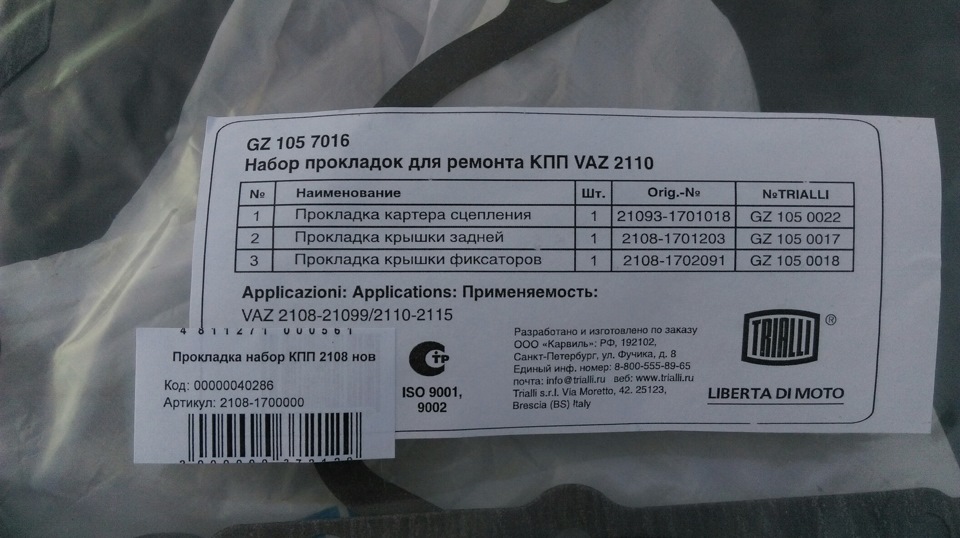 GZ 105 7016
Набор прокладок для ремонта КПП VAZ 2110
№ Наименование Шт. Orig.-№ №TRIALLI
1 Прокладка картера сцепления 1 21093-1701018 GZ 105 0022
2 Прокладка крышки задней 1 2108-1701203 GZ 105 0017
3 Прокладка крышки фиксаторов 1 2108-1702091 GZ 105 0018
Applicazioni: Applications: Применяемость:
VAZ 2108-21099/2110-2115
4 811271 000561
Прокладка набор КПП 2108 нов
Код: 00000040286
Артикул: 2108-1700000
СТР
ISO 9001,
9002
Разработано и изготовлено по заказу
ООО «Карвиль»: РФ, 192102,
Санкт-Петербург, ул. Фучика, д. 8
Единый инф. номер: 8-800-555-89-65
почта: info@trialli.ru веб: www.trialli.ru
Trialli s.r.l. Via Moretto, 42. 25123,
Brescia (BS) Italy
TRIALLI ®
LIBERTA DI MOTO